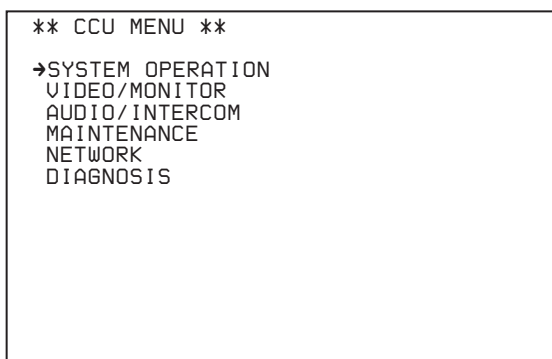 ** CCU MENU **
→SYSTEM OPERATION
VIDEO/MONITOR
AUDIO/INTERCOM
MAINTENANCE
NETWORK
DIAGNOSIS